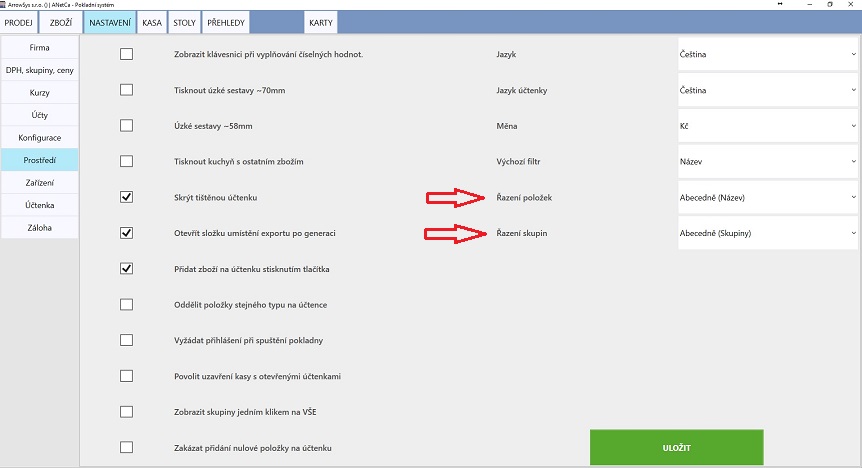 ArrowSys s.r.o. () | ANetCa - Pokladní systém
PRODEJ ZBOŽÍ NASTAVENÍ KASA STOLY PŘEHLEDY KARTY
Firma
DPH, skupiny, ceny
Kurzy
Účty
Konfigurace
Prostředí
Zařízení
Účtenka
Záloha
Zobrazit klávesnici při vyplňování číselných hodnot. Jazyk Čeština
Tisknout úzké sestavy ~70mm Jazyk účtenky Čeština
Úzké sestavy ~58mm Měna Kč
Tisknout kuchyň s ostatním zbožím Výchozí filtr Název
Skrýt tištěnou účtenku Řazení položek Abecedně (Název)
Otevřít složku umístění exportu po generaci Řazení skupin Abecedně (Skupiny)
Přidat zboží na účtenku stisknutím tlačítka
Oddělit položky stejného typu na účtence
Vyžádat přihlášení při spuštění pokladny
Povolit uzavření kasy s otevřenými účtenkami
Zobrazit skupiny jedním klikem na VŠE
Zakázat přidání nulové položky na účtenku
ULOŽIT